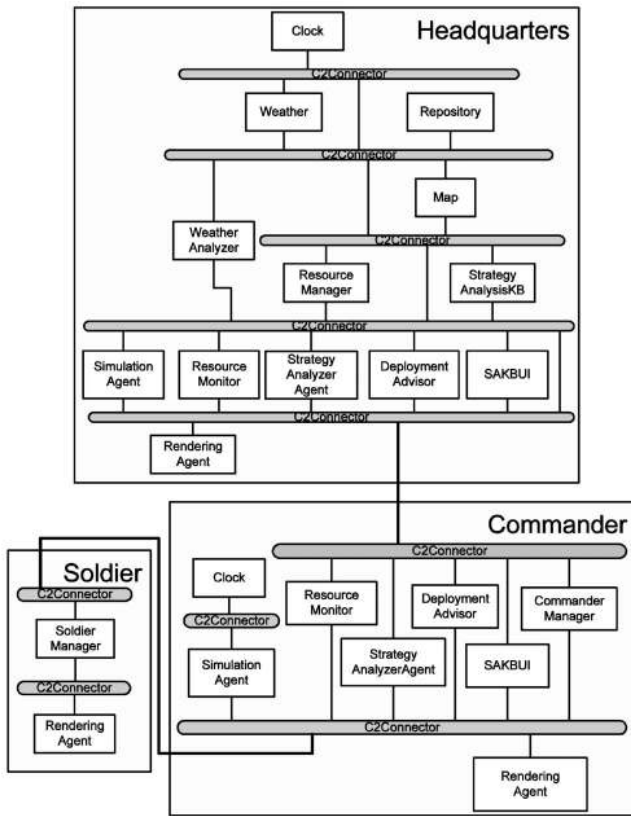 Headquarters
Clock
C2Connector
Weather
Repository
C2Connector
Map
Weather
Analyzer
C2Connector
Resource
Manager
Strategy
AnalysisKB
C2Connector
Simulation
Agent
Resource
Monitor
Strategy
Analyzer
Agent
Deployment
Advisor
SAKBUI
C2Connector
Rendering
Agent
Commander
C2Connector
Clock
Resource
Monitor
Deployment
Advisor
Commander
Manager
C2Connector
Simulation
Agent
Strategy
AnalyzerAgent
SAKBUI
C2Connector
Rendering
Agent
Soldier
C2Connector
Soldier
Manager
C2Connector
Rendering
Agent